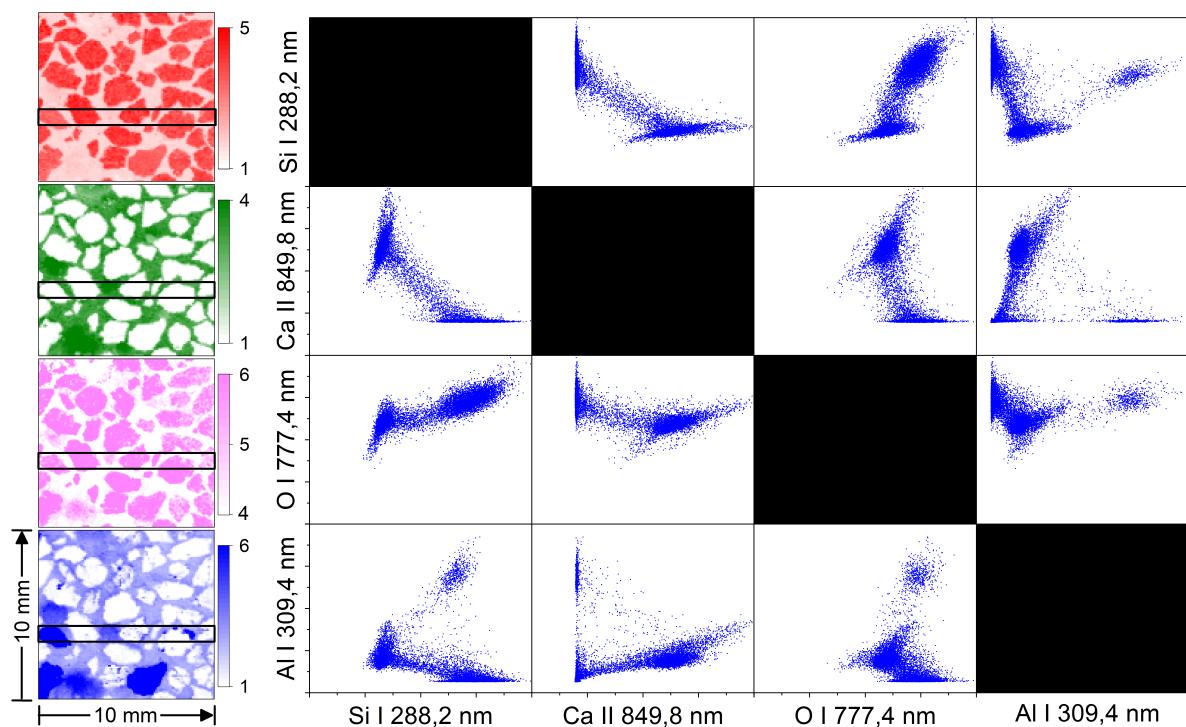 5
1
Si I 288,2 nm
4
1
Ca II 849,8 nm
6
5
4
O I 777,4 nm
6
1
Al I 309,4 nm
10 mm
10 mm
Si I 288,2 nm
Ca II 849,8 nm
O I 777,4 nm
Al I 309,4 nm